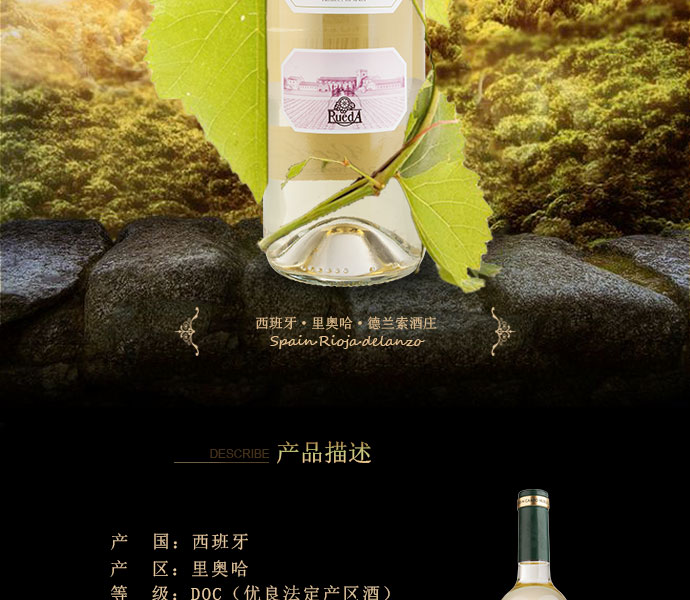 RuedA
西班牙·里奥哈·德兰索酒庄
Spain Rioja delanzo
DESCRIBE 产品描述
产 国：西班牙
产 区：里奥哈
等 级：DOC（优良法定产区酒）